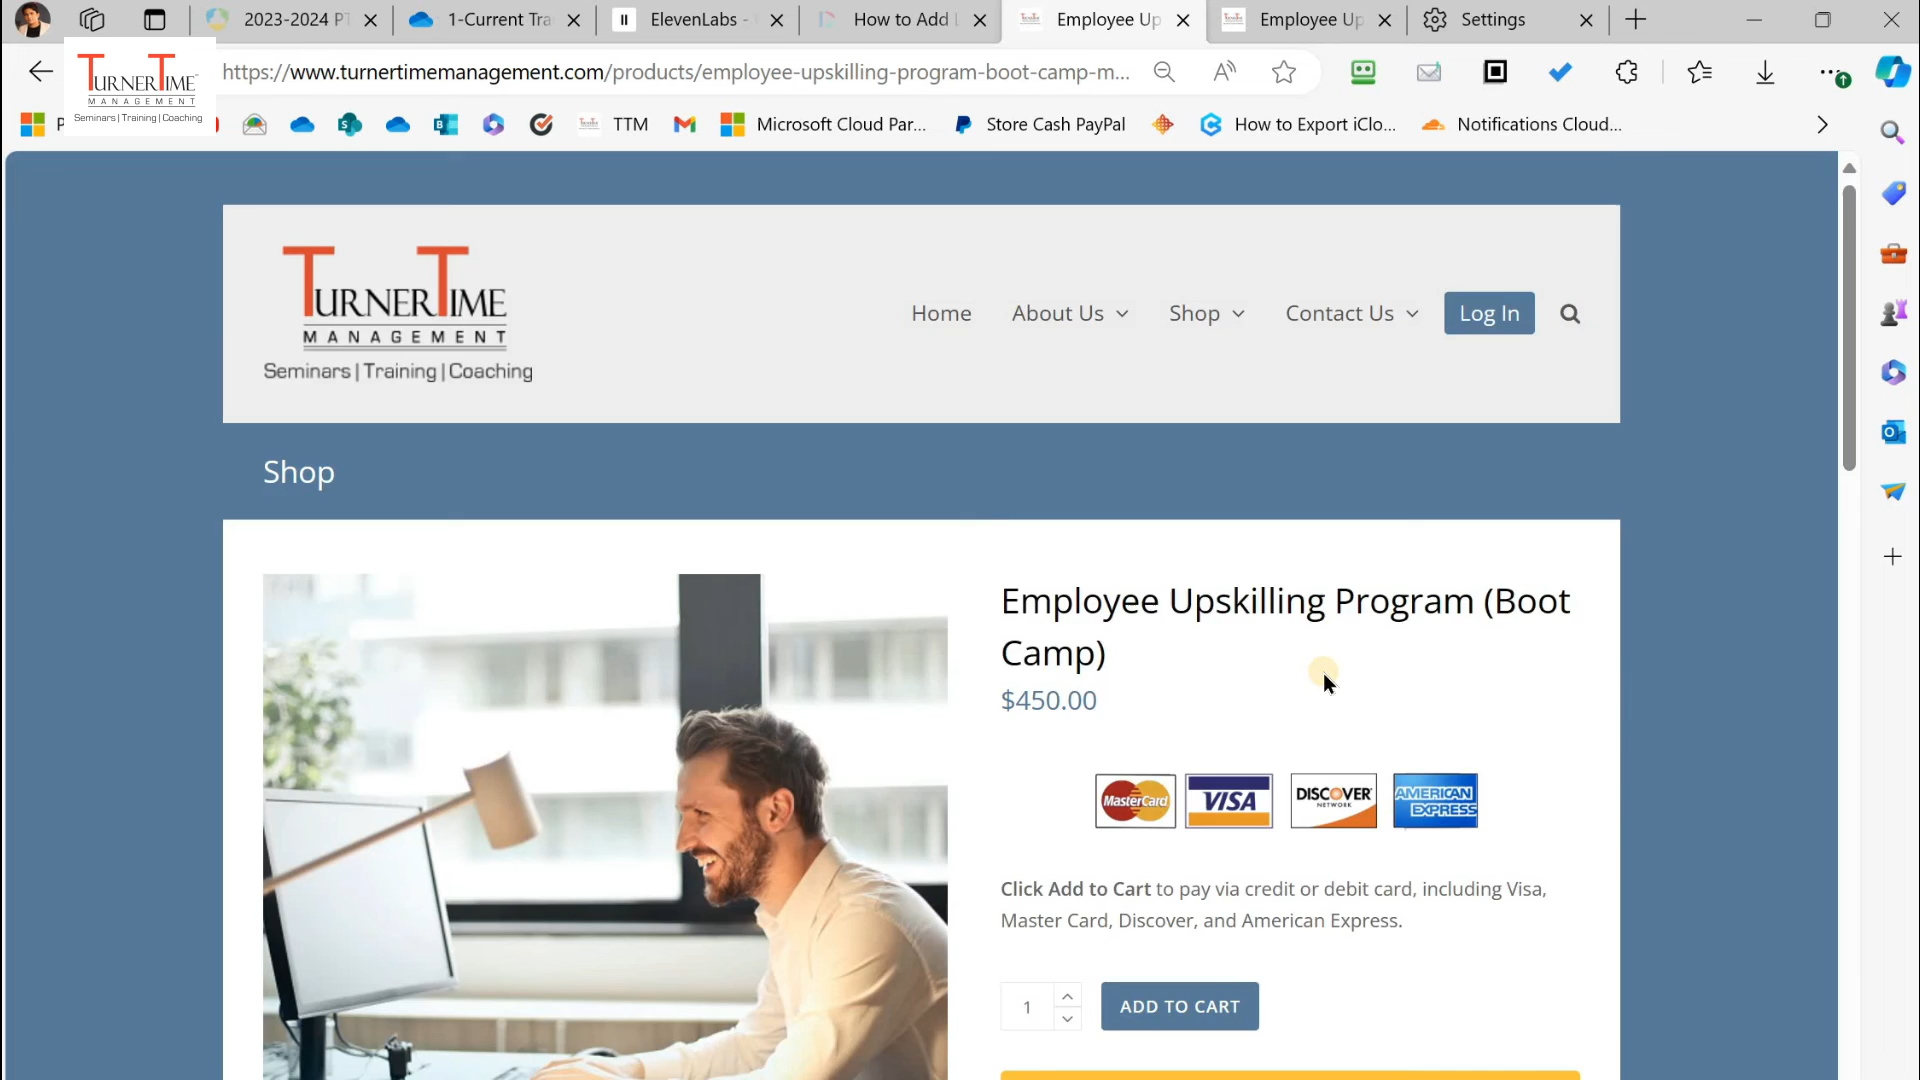 2023-2024 PT
1-Current Tra
ElevenLabs -
How to Add
Employee Up
Employee Up
Settings
https://www.turnertimemanagement.com/products/employee-upskilling-program-boot-camp-m...
TURNERTIME
MANAGEMENT
Seminars | Training | Coaching
TTM
Microsoft Cloud Par...
Store Cash PayPal
How to Export iClo...
Notifications Cloud...
TURNERTIME
MANAGEMENT
Seminars | Training | Coaching
Home
About Us
Shop
Contact Us
Log In
Shop
Employee Upskilling Program (Boot
Camp)
$450.00
MasterCard
VISA
DISCOVER
NETWORK
AMERICAN
EXPRESS
Click Add to Cart to pay via credit or debit card, including Visa,
Master Card, Discover, and American Express.
1
ADD TO CART